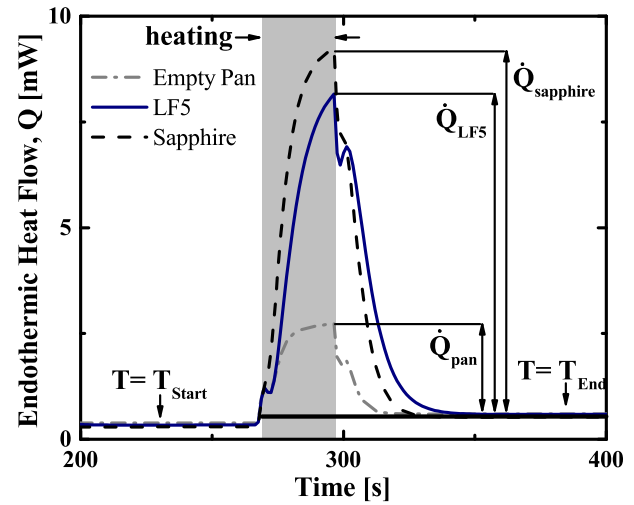 Endothermic Heat Flow, Q [mW]
10
5
0
heating
Empty Pan
LF5
Sapphire
Q̇sapphire
Q̇LF5
Q̇pan
T= TStart
T= TEnd
200
300
400
Time [s]